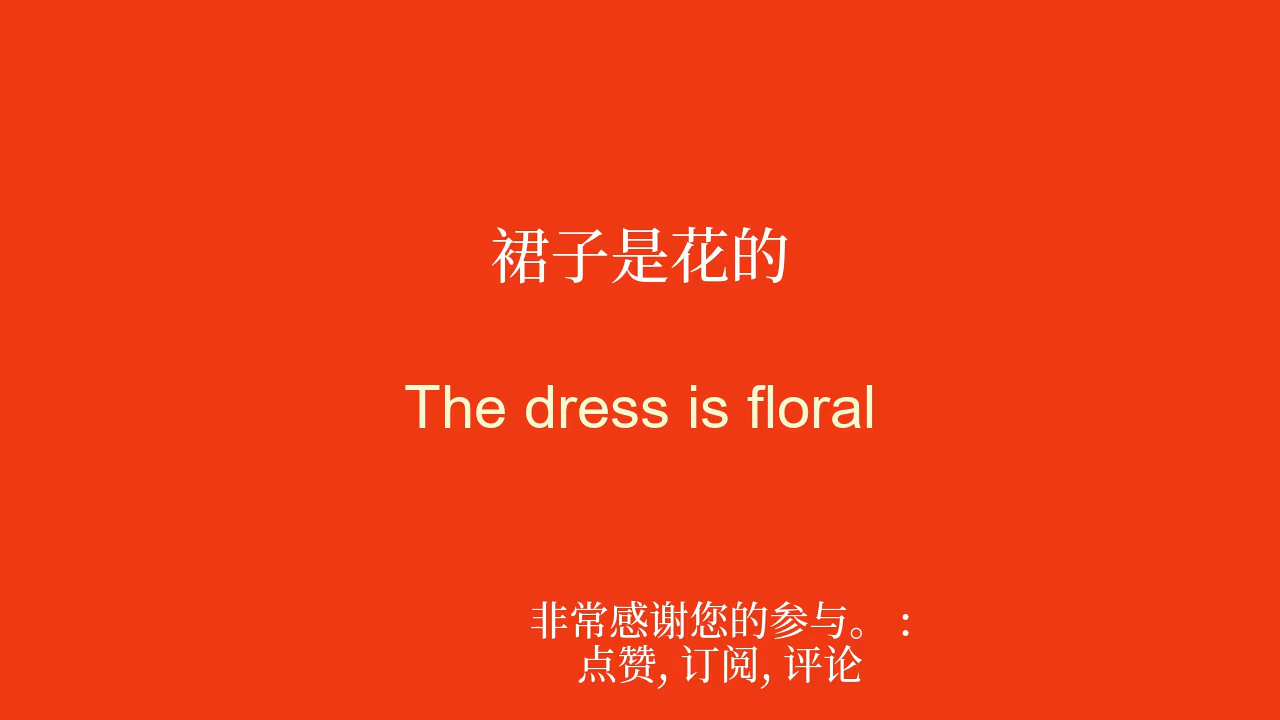 裙子是花的
The dress is floral
非常感谢您的参与。 :
点赞, 订阅, 评论